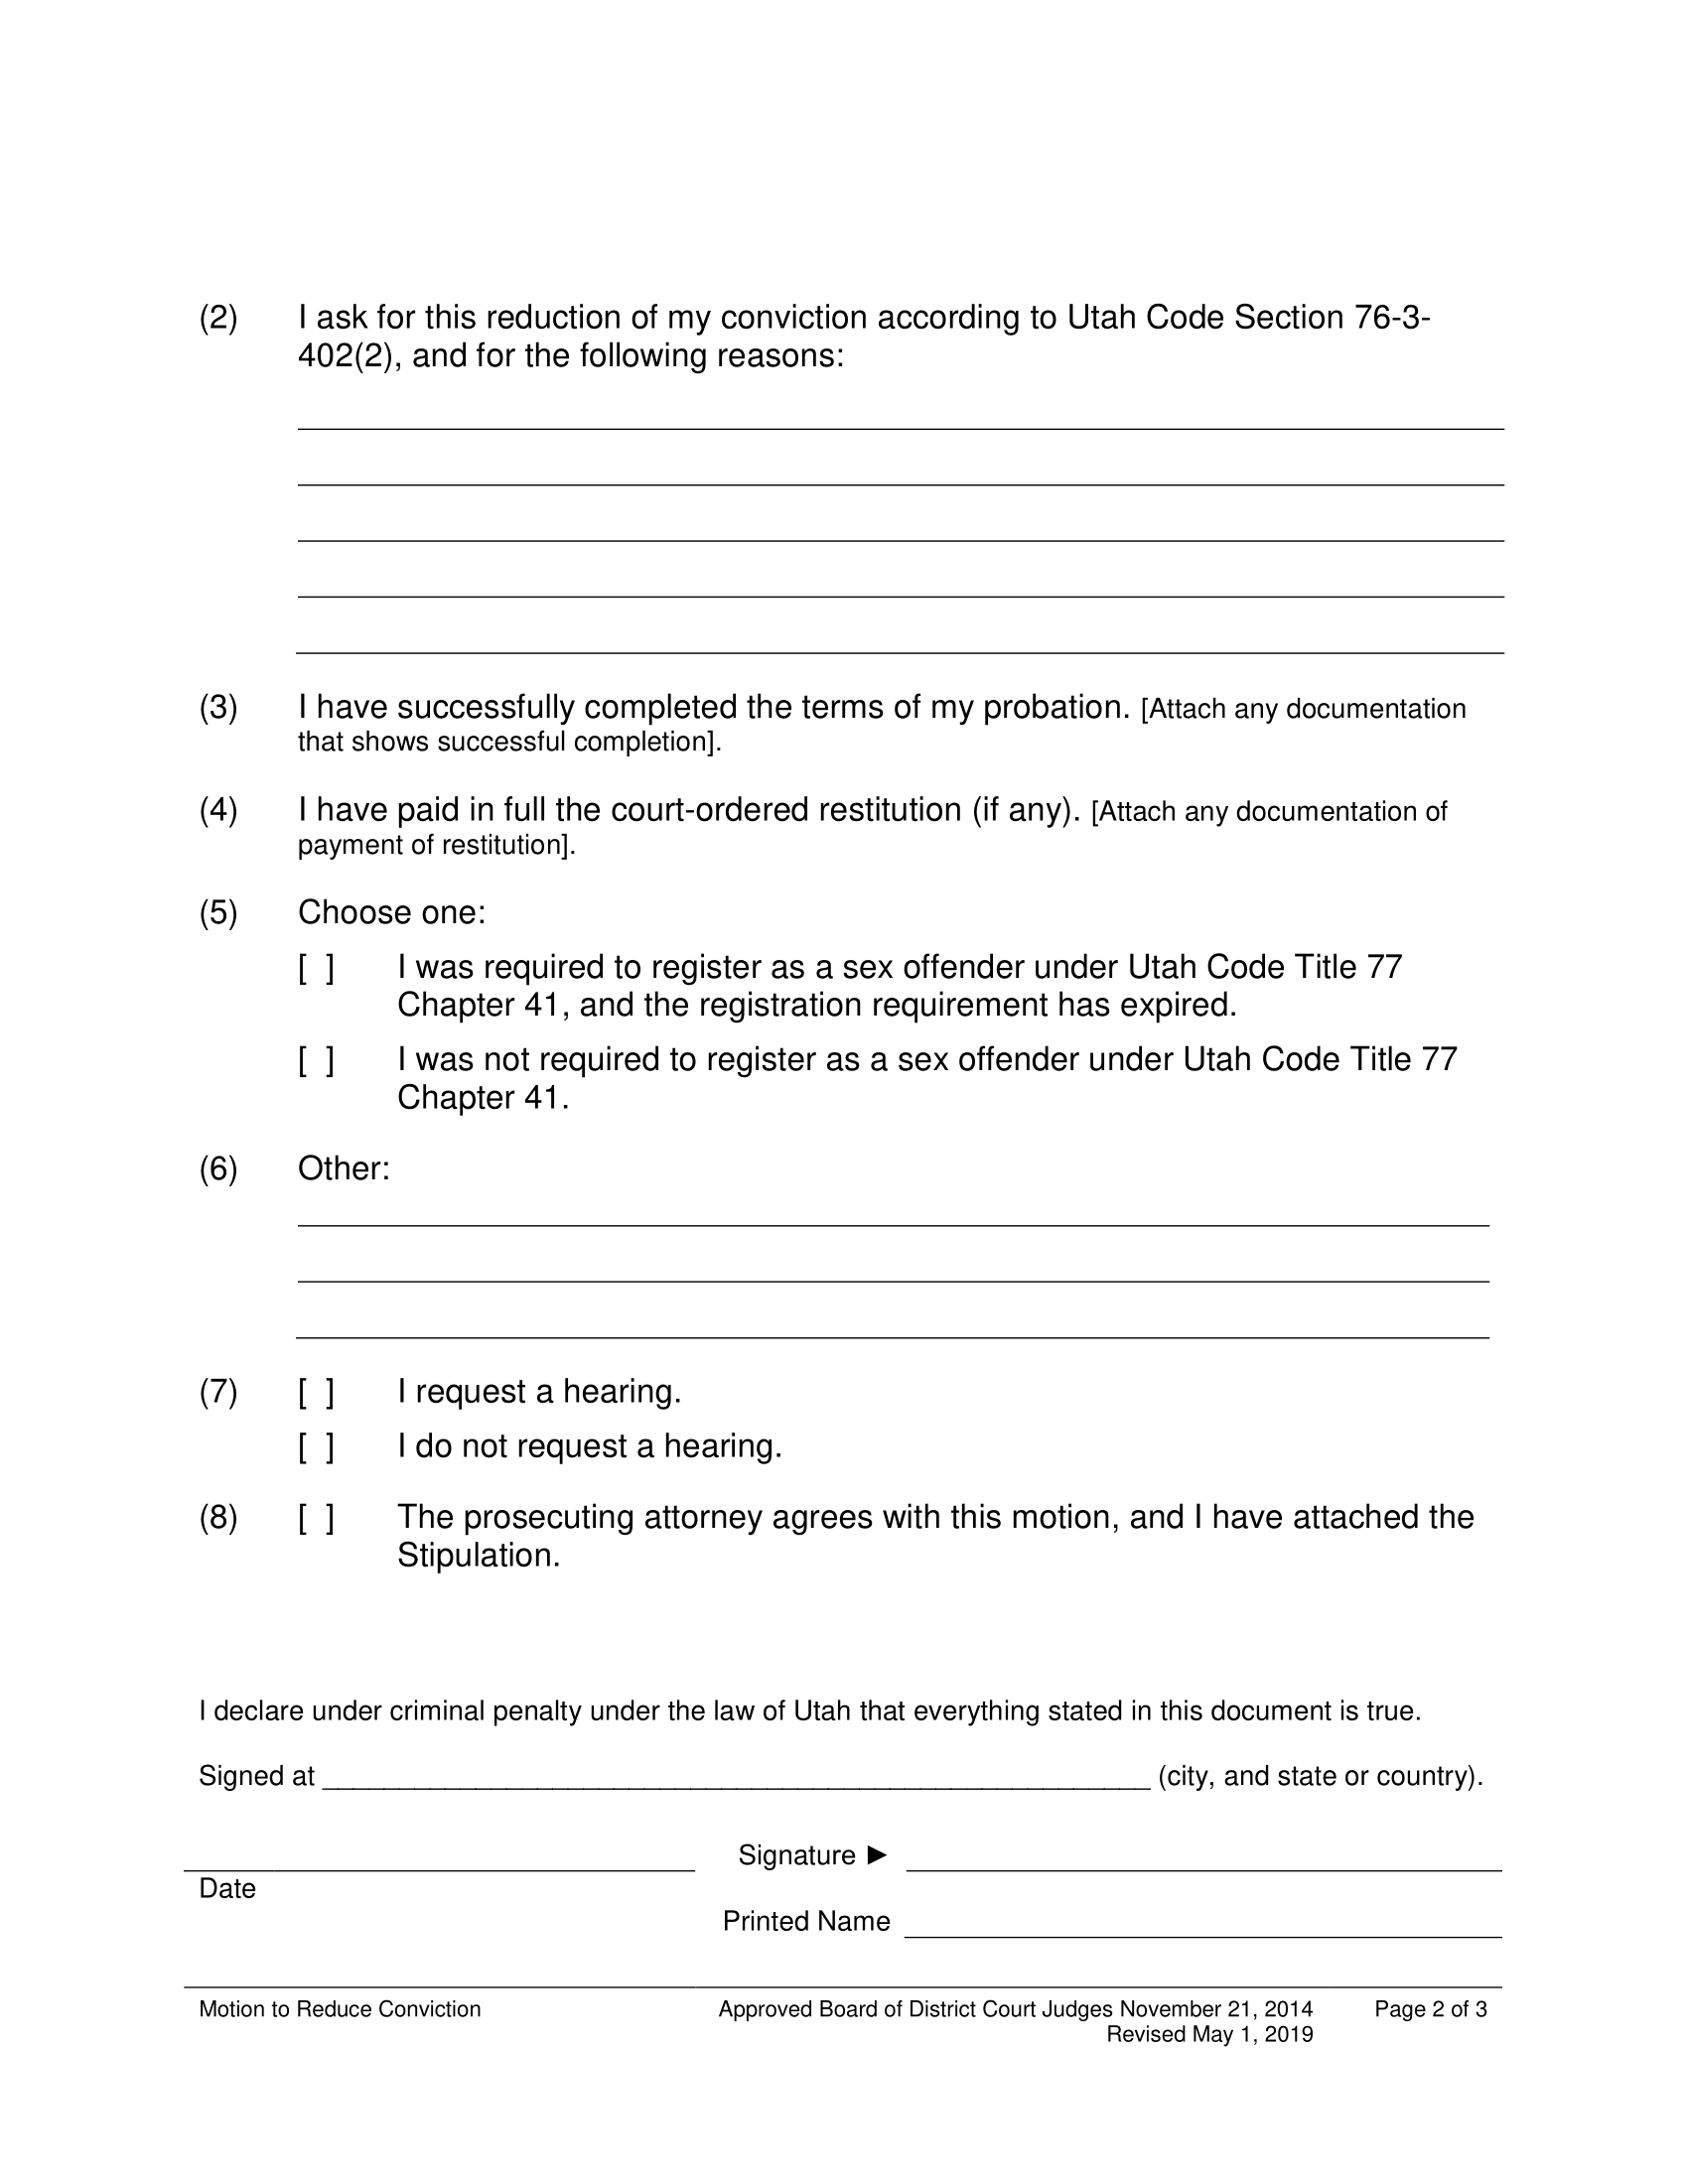 (2) I ask for this reduction of my conviction according to Utah Code Section 76-3-
402(2), and for the following reasons:
(3) I have successfully completed the terms of my probation. [Attach any documentation
that shows successful completion].
(4) I have paid in full the court-ordered restitution (if any). [Attach any documentation of
payment of restitution].
(5) Choose one:
[ ] I was required to register as a sex offender under Utah Code Title 77
Chapter 41, and the registration requirement has expired.
[ ] I was not required to register as a sex offender under Utah Code Title 77
Chapter 41.
(6) Other:
(7) [ ] I request a hearing.
[ ] I do not request a hearing.
(8) [ ] The prosecuting attorney agrees with this motion, and I have attached the
Stipulation.
I declare under criminal penalty under the law of Utah that everything stated in this document is true.
Signed at ______________________ (city, and state or country).
Signature ►
Date
Printed Name
Motion to Reduce Conviction Approved Board of District Court Judges November 21, 2014 Page 2 of 3
Revised May 1, 2019